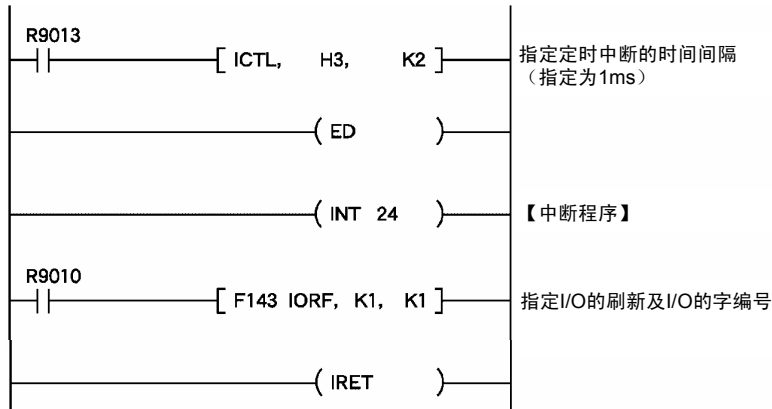 R9013
[ ICTL, H3, K2 ]
指定定时中断的时间间隔
（指定为1ms）
( ED )
( INT 24 )
【中断程序】
R9010
[ F143 IORF, K1, K1 ]
指定I/O的刷新及I/O的字编号
( IRET )